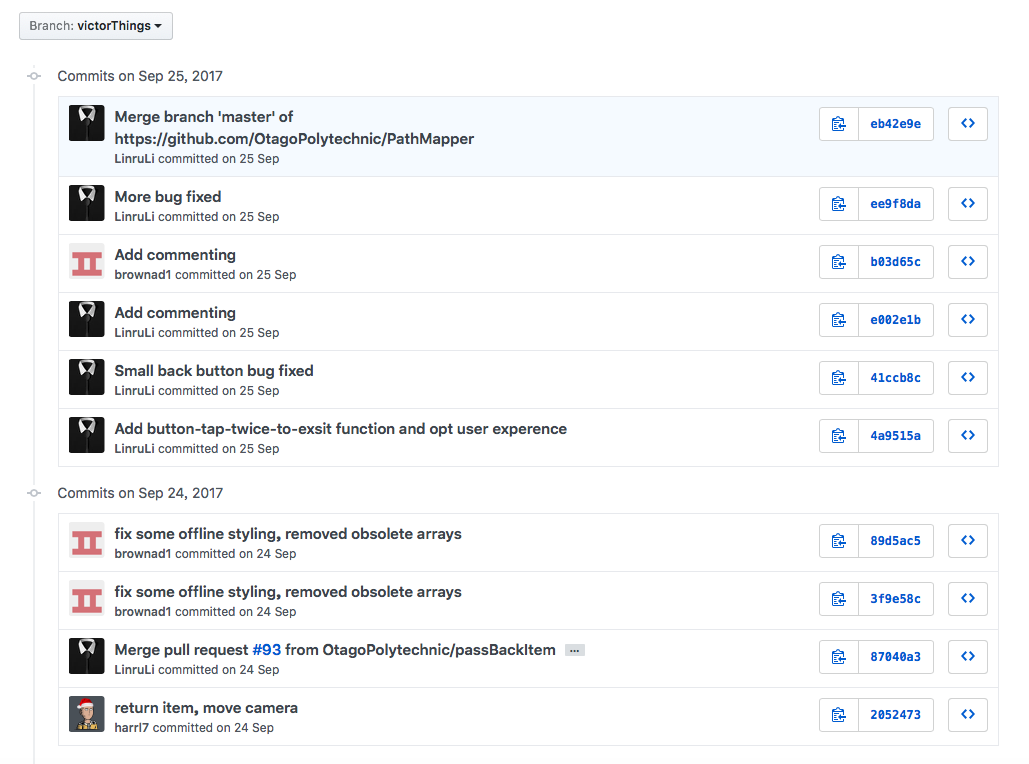 Branch: victorThings
Commits on Sep 25, 2017
Merge branch 'master' of
https://github.com/OtagoPolytechnic/PathMapper
LinruLi committed on 25 Sep
eb42e9e
More bug fixed
LinruLi committed on 25 Sep
ee9f8da
Add commenting
brownad1 committed on 25 Sep
b03d65c
Add commenting
LinruLi committed on 25 Sep
e002e1b
Small back button bug fixed
LinruLi committed on 25 Sep
41ccb8c
Add button-tap-twice-to-exsit function and opt user experence
LinruLi committed on 25 Sep
4a9515a
Commits on Sep 24, 2017
fix some offline styling, removed obsolete arrays
brownad1 committed on 24 Sep
89d5ac5
fix some offline styling, removed obsolete arrays
brownad1 committed on 24 Sep
3f9e58c
Merge pull request #93 from OtagoPolytechnic/passBackItem ...
LinruLi committed on 24 Sep
87040a3
return item, move camera
harrl7 committed on 24 Sep
2052473